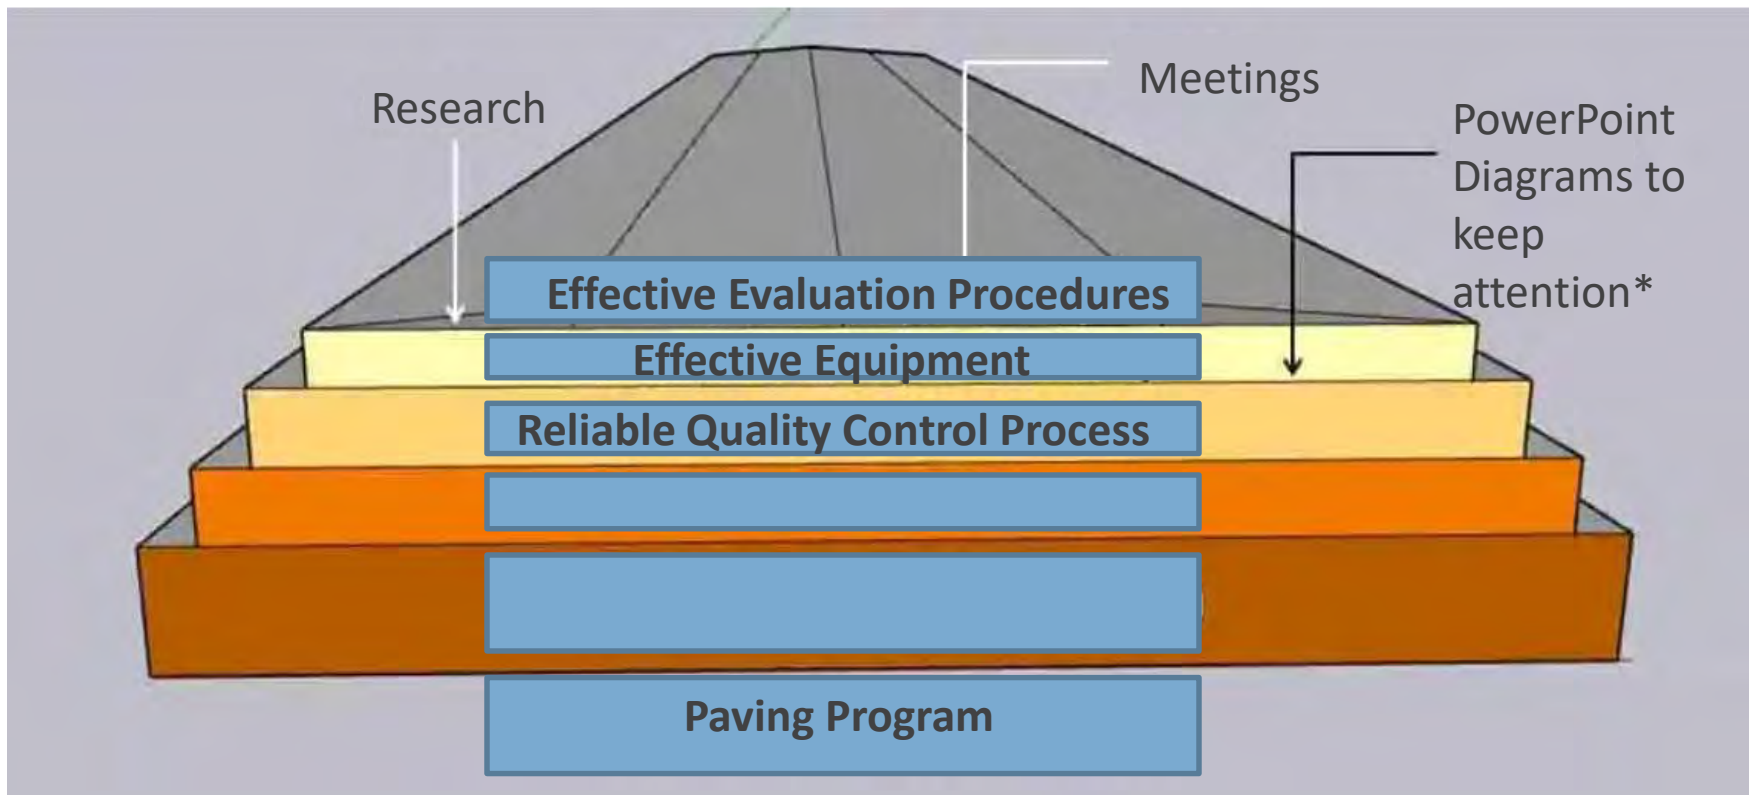 Meetings
Research
PowerPoint
Diagrams to
keep
attention*
Effective Evaluation Procedures
Effective Equipment
Reliable Quality Control Process
Paving Program